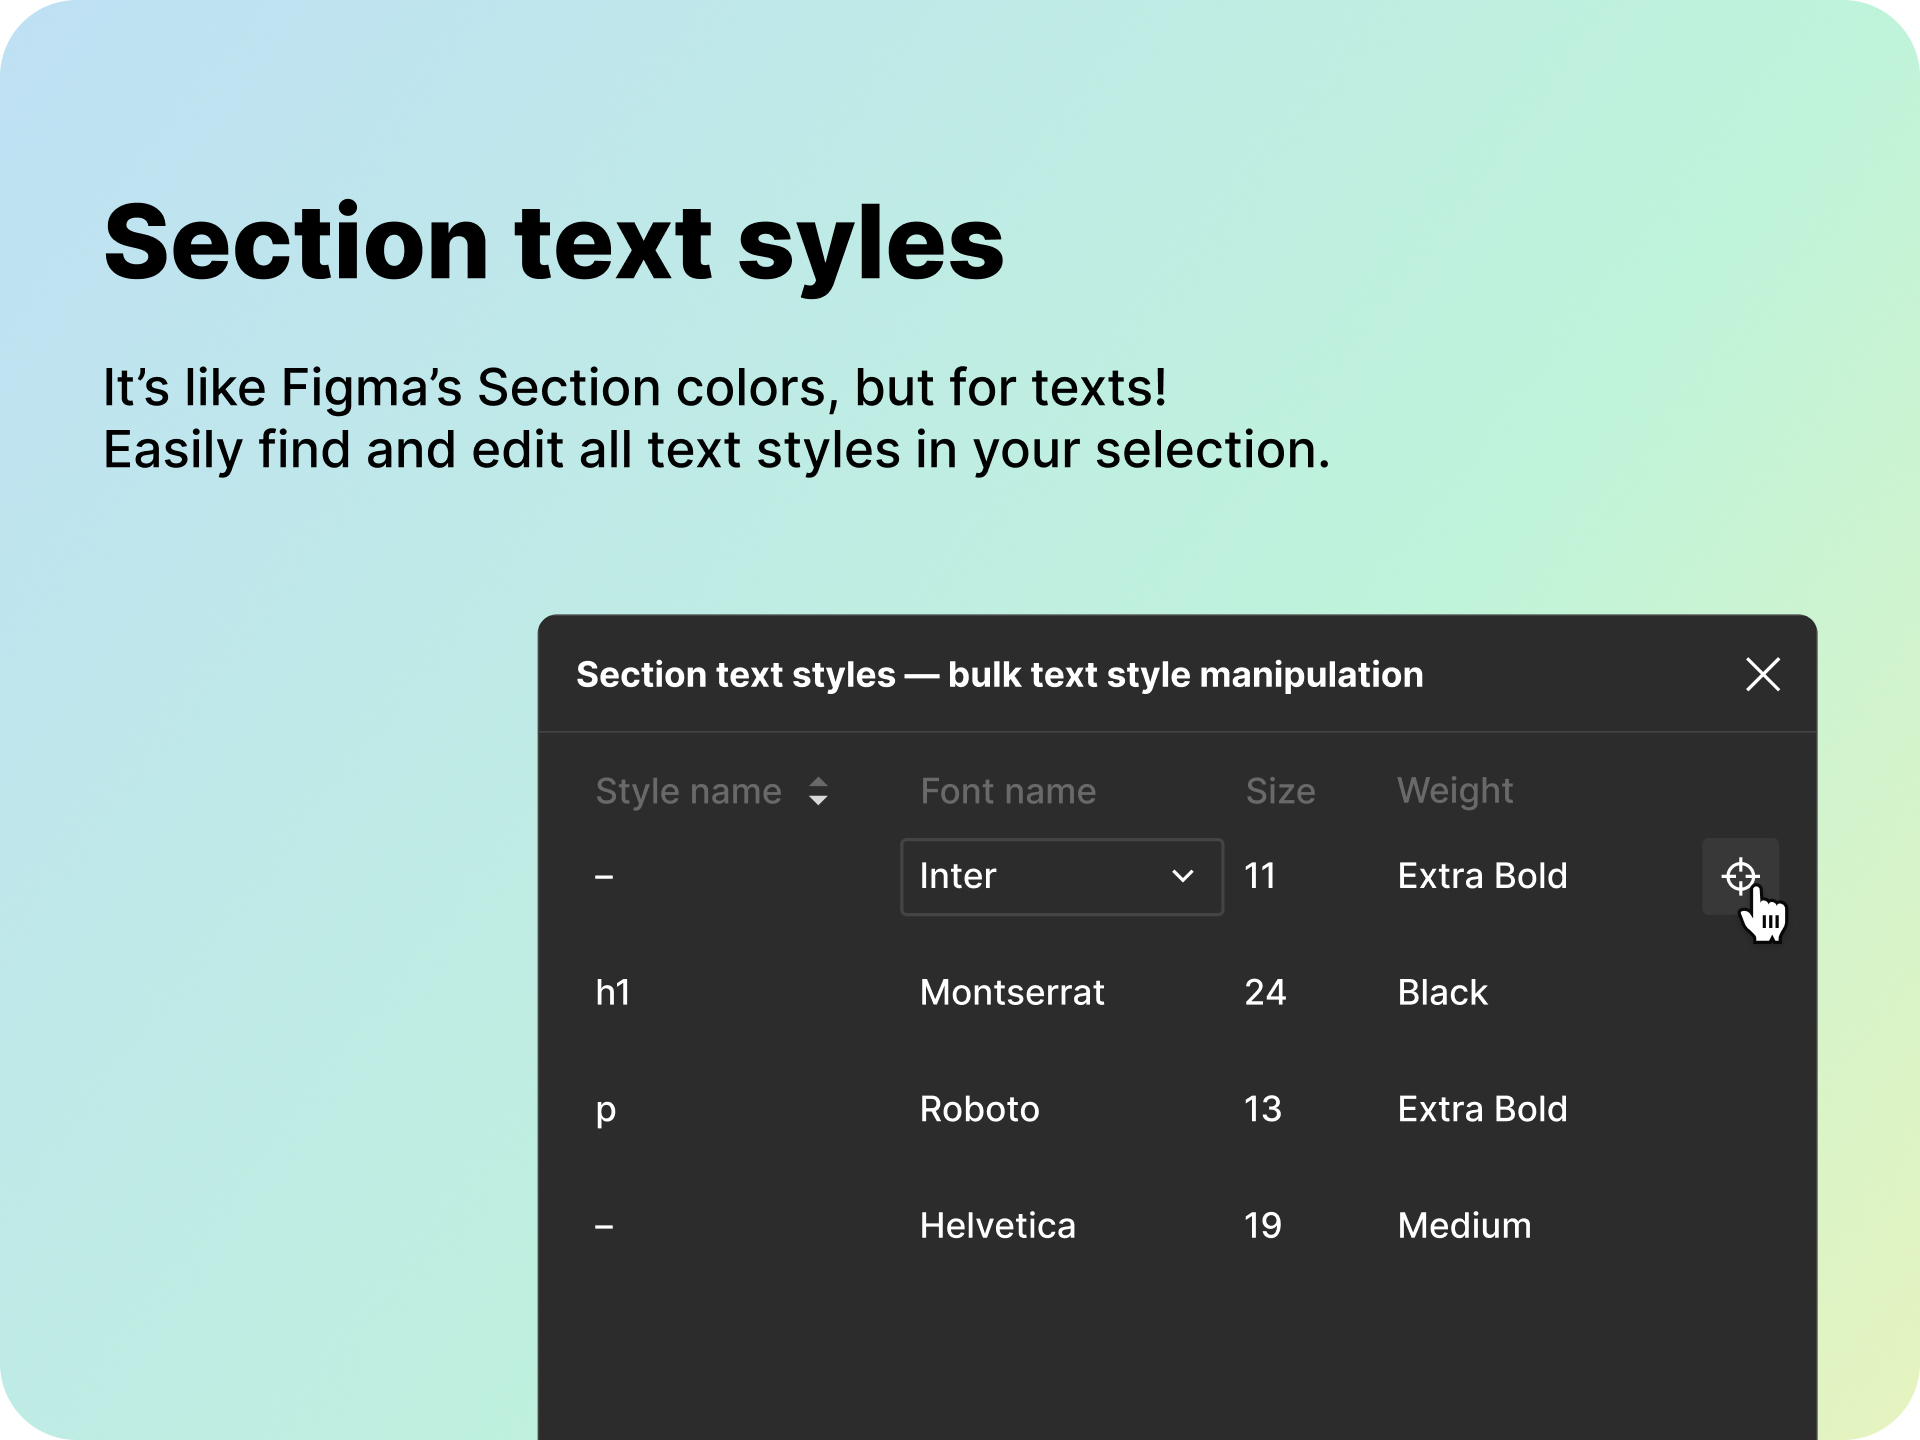 Section text syles
It’s like Figma’s Section colors, but for texts!
Easily find and edit all text styles in your selection.
Section text styles — bulk text style manipulation
Style name Font name Size Weight
– Inter 11 Extra Bold
h1 Montserrat 24 Black
p Roboto 13 Extra Bold
– Helvetica 19 Medium